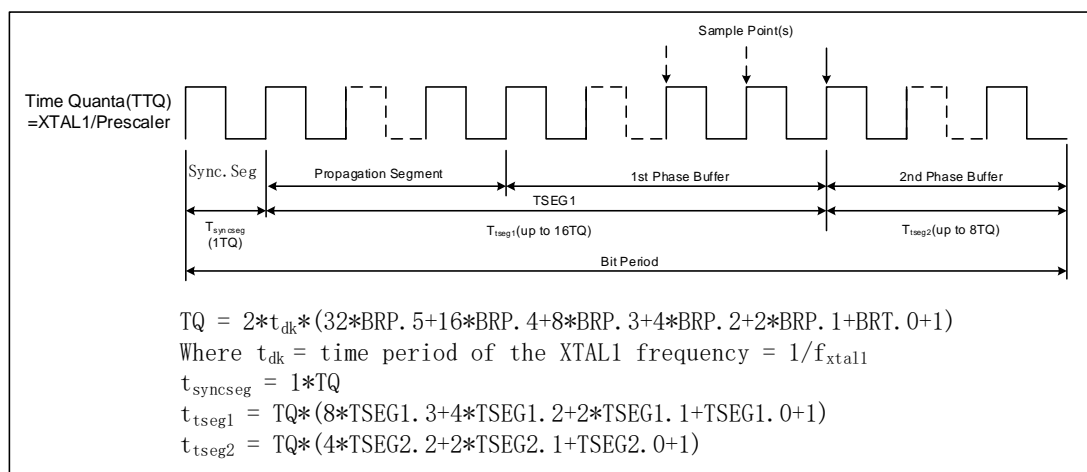 Sample Point(s)
Time Quanta(TTQ)
=XTAL1/Prescaler
Sync.Seg
Propagation Segment
1st Phase Buffer
2nd Phase Buffer
TSEG1
Tsyncseg
(1TQ)
Ttseg1(up to 16TQ)
Ttseg2(up to 8TQ)
Bit Period
TQ = 2*tdk*(32*BRP.5+16*BRP.4+8*BRP.3+4*BRP.2+2*BRP.1+BRT.0+1)
Where tdk = time period of the XTAL1 frequency = 1/fxtal1
tsyncseg = 1*TQ
ttseg1 = TQ*(8*TSEG1.3+4*TSEG1.2+2*TSEG1.1+TSEG1.0+1)
ttseg2 = TQ*(4*TSEG2.2+2*TSEG2.1+TSEG2.0+1)